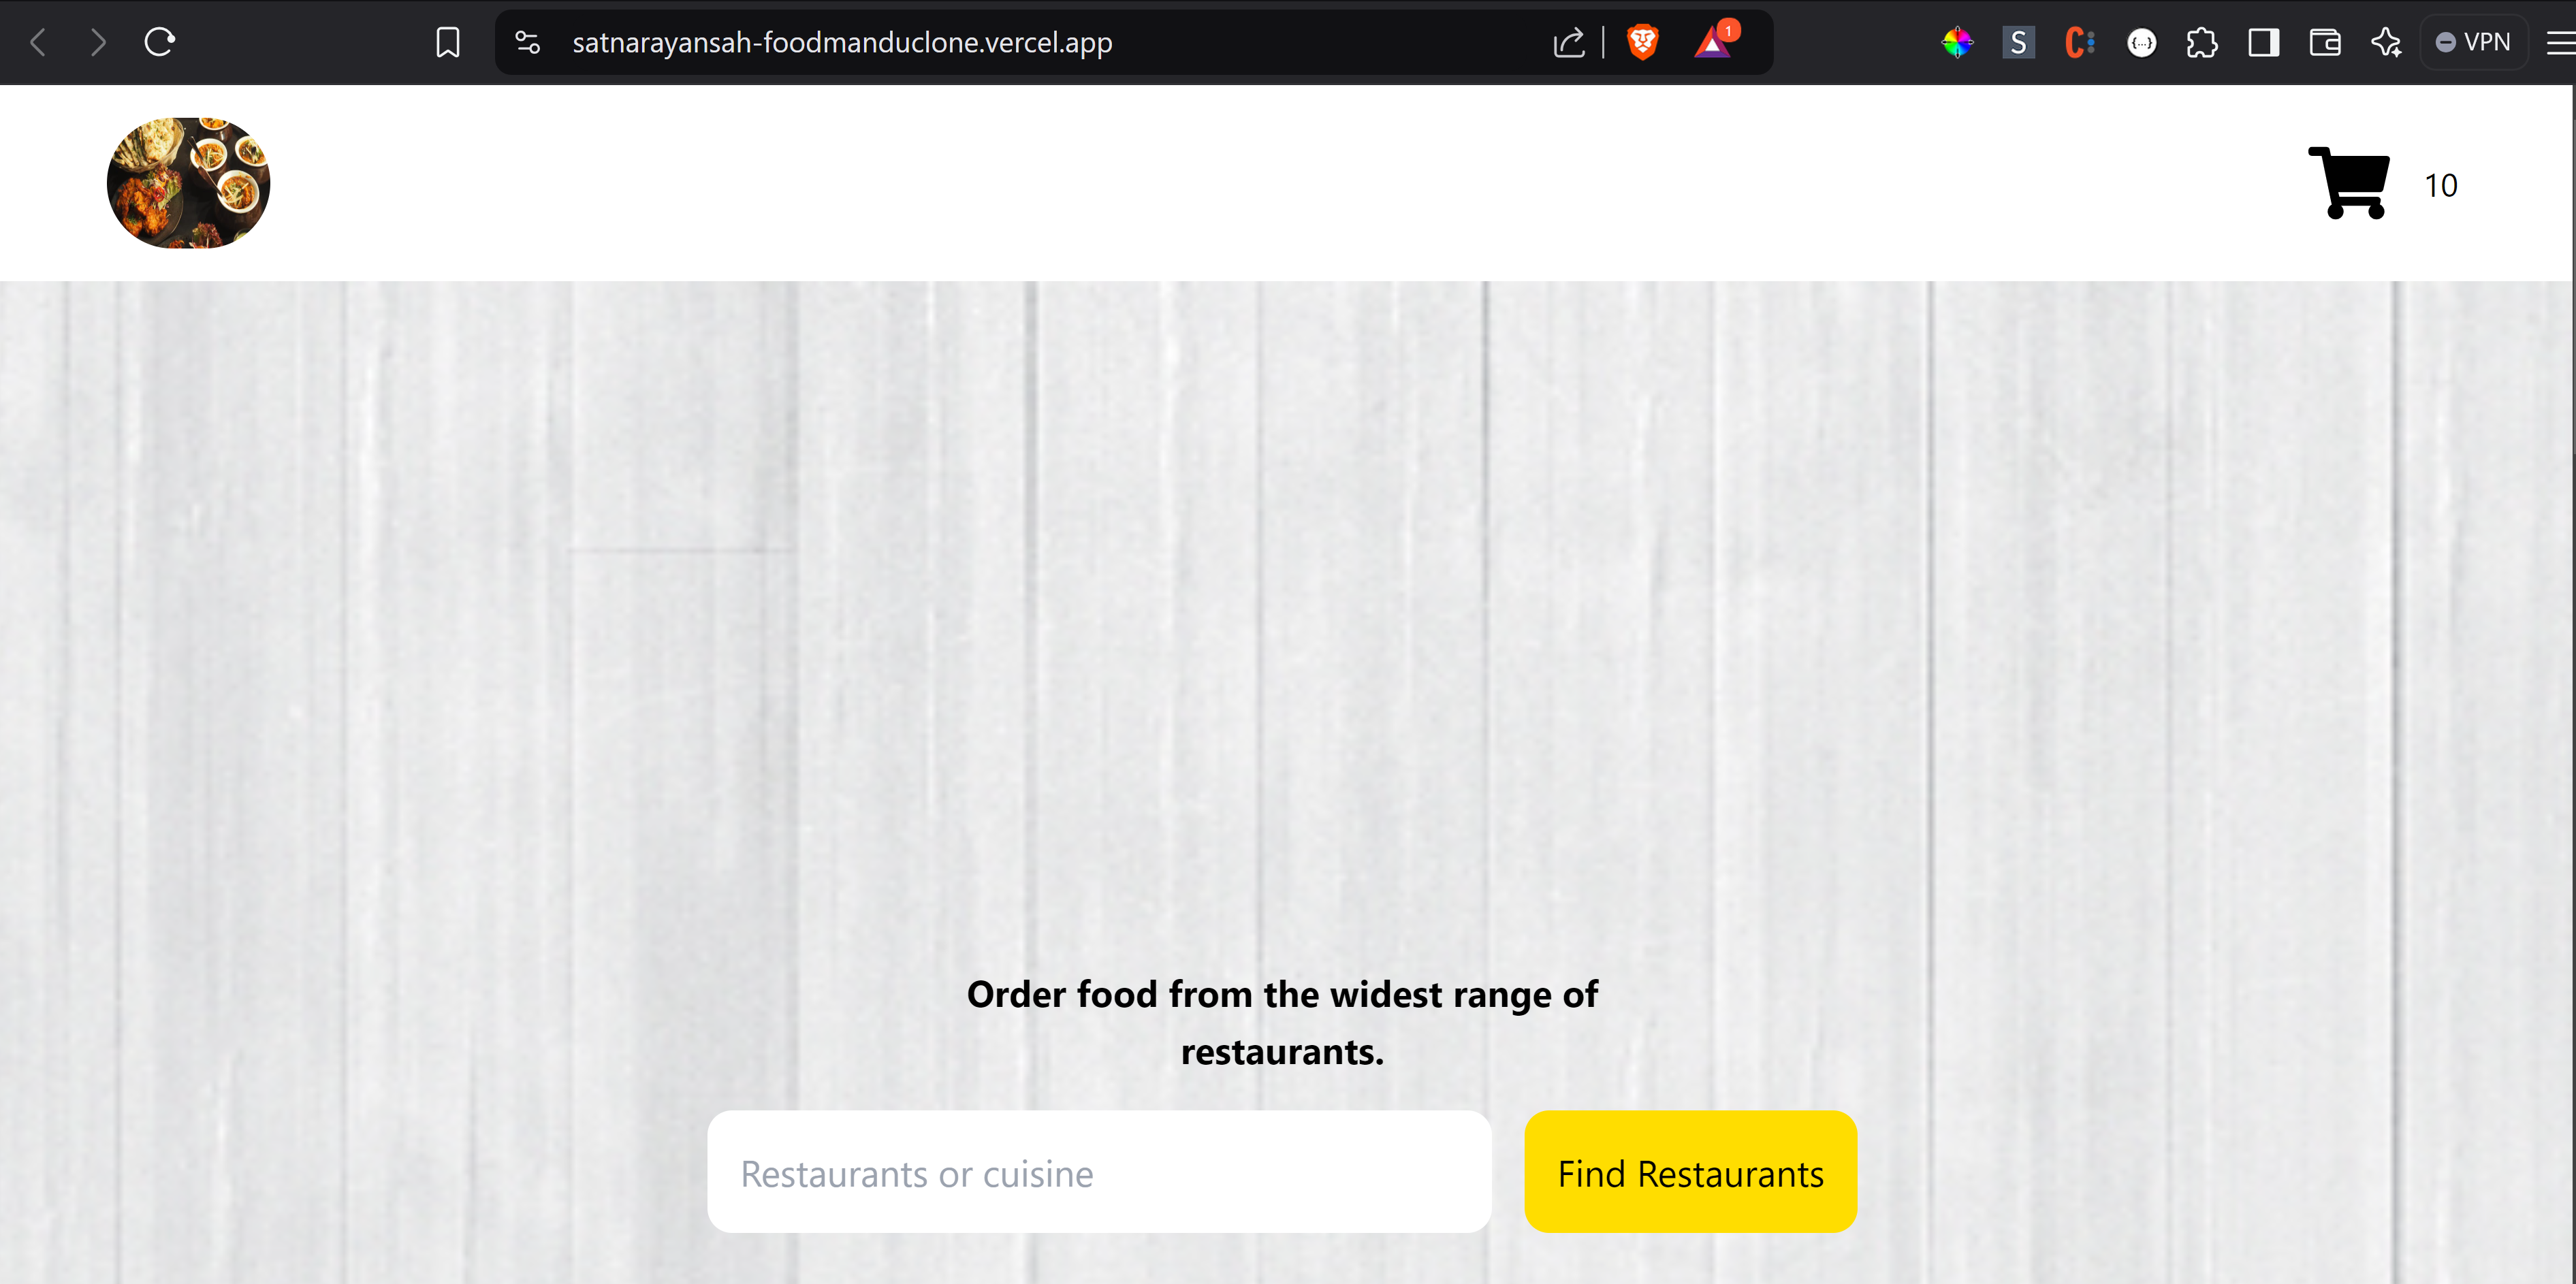 satnarayansah-foodmanduclone.vercel.app
1
S
VPN
10
Order food from the widest range of
restaurants.
Restaurants or cuisine
Find Restaurants